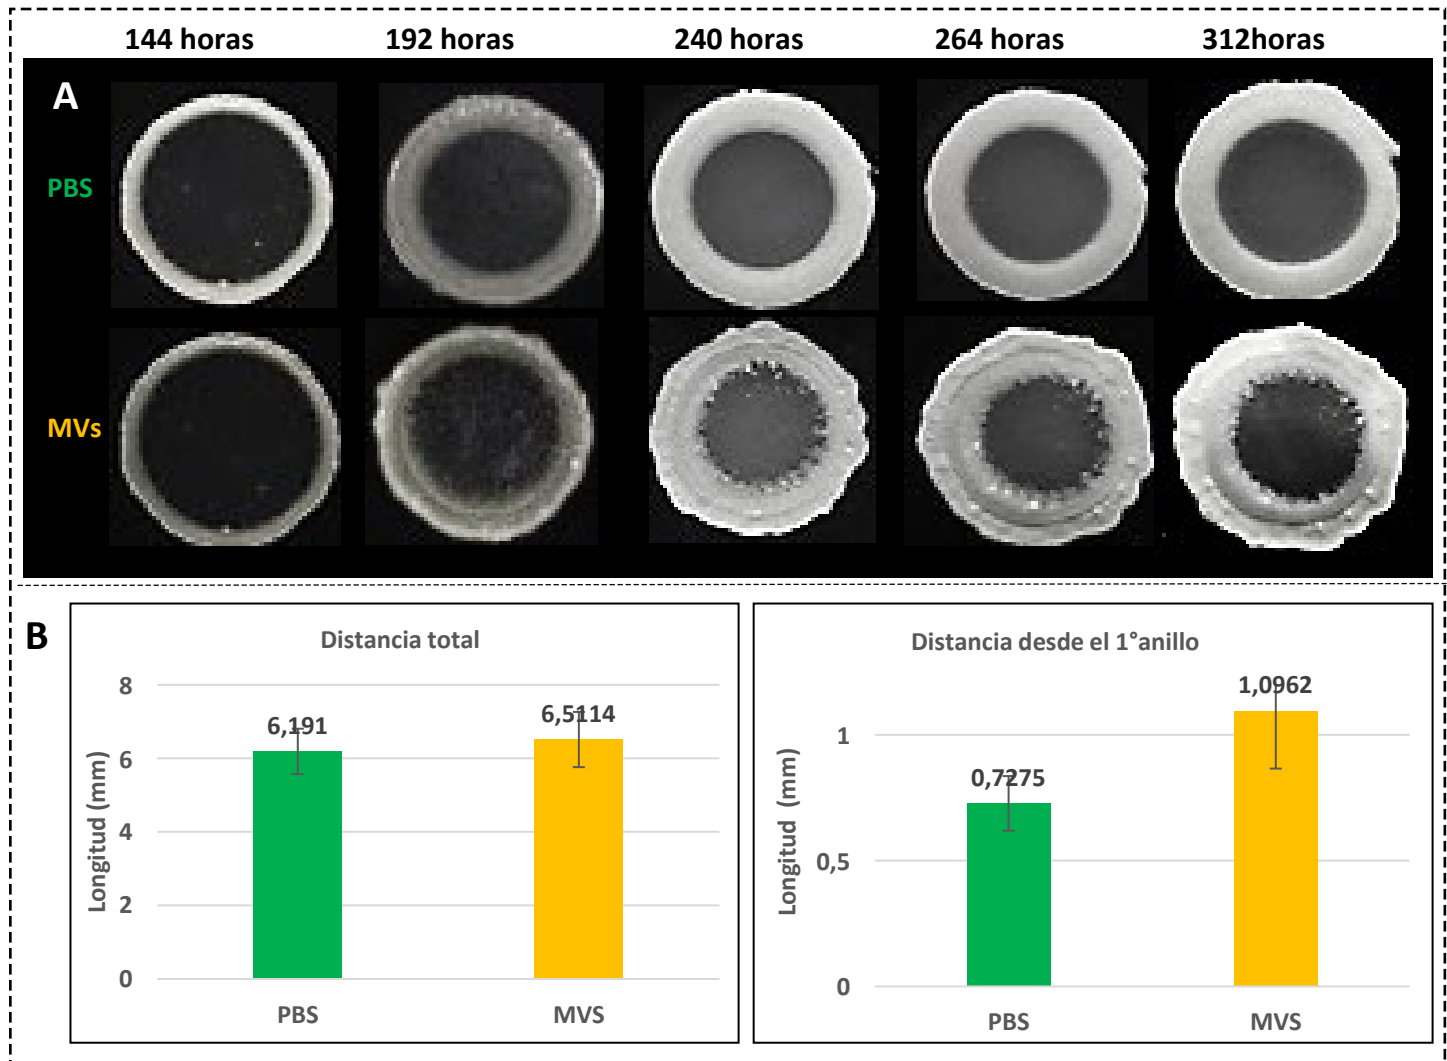 144 horas 192 horas 240 horas 264 horas 312horas
A
PBS
MVs
B
Distancia total
Longitud (mm)
8
6
4
2
0
6,191
6,5114
PBS MVS
Distancia desde el 1°anillo
Longitud (mm)
1
0,5
0
0,7275
1,0962
PBS MVS